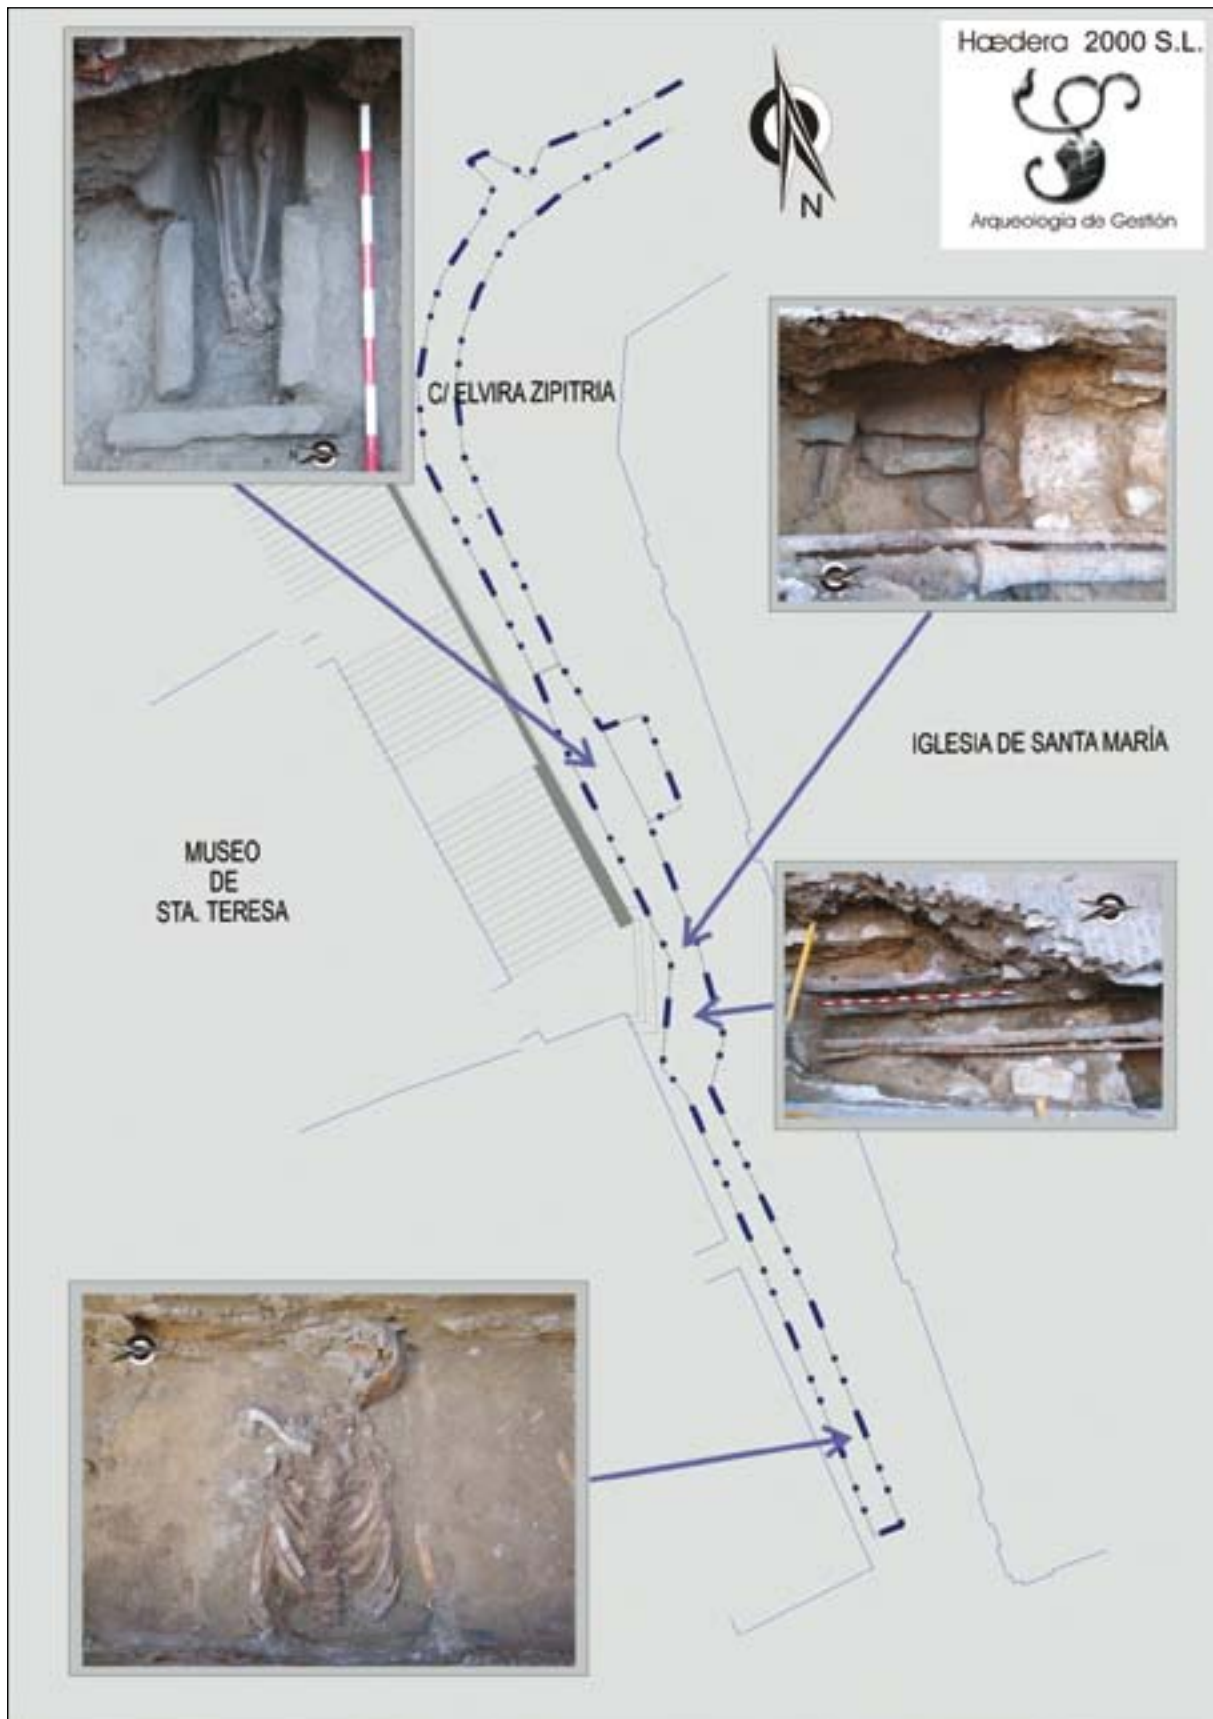 Hædera 2000 S.L.
Arqueología de Gestión
N
C/ ELVIRA ZIPITRIA
IGLESIA DE SANTA MARÍA
MUSEO
DE
STA. TERESA